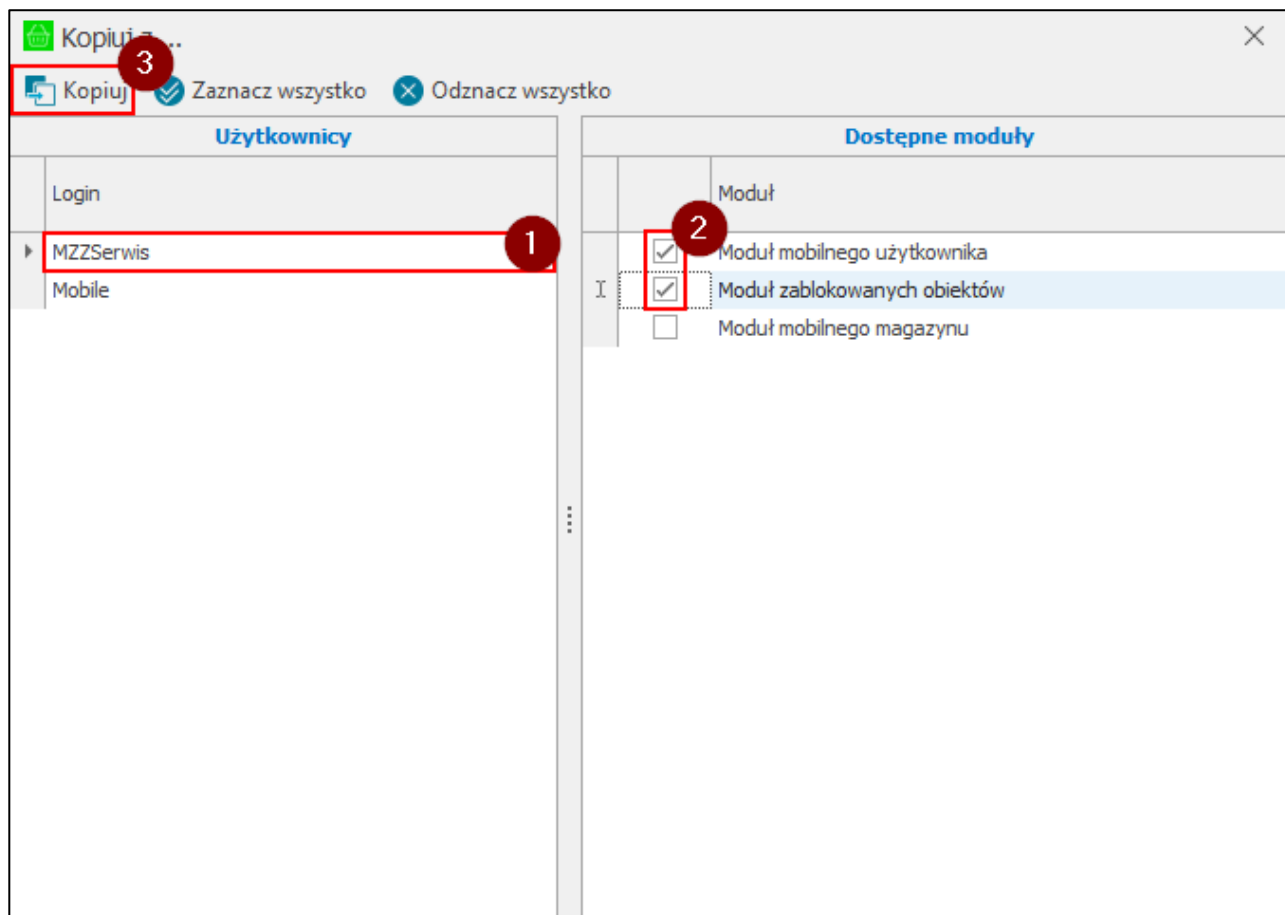 Kopiuj z ...
3
Kopiuj Zaznacz wszystko Odznacz wszystko
Użytkownicy
Login
MZZSerwis
1
Mobile
Dostępne moduły
Moduł
2
Moduł mobilnego użytkownika
Moduł zablokowanych obiektów
Moduł mobilnego magazynu